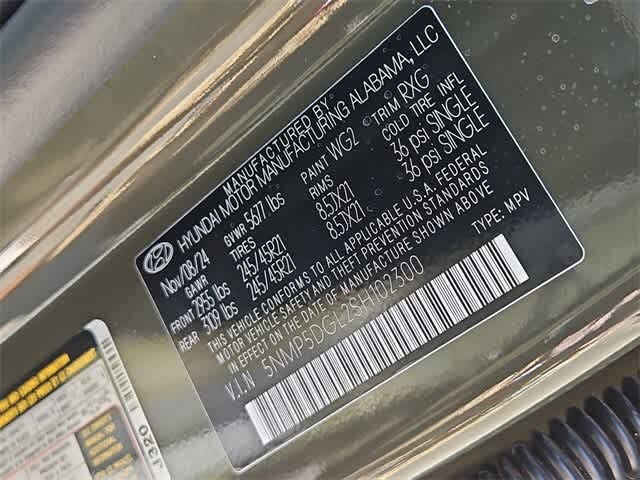 MANUFACTURED BY
HYUNDAI MOTOR MANUFACTURING ALABAMA, LLC
Nov/08/24 GVWR 5617 lbs PAINT WG2 TRIM RXG
GAWR TIRES RIMS COLD TIRE INFL
FRONT 2955 lbs 245/45R21 8.5JX21 36 psi SINGLE
REAR 3109 lbs 245/45R21 8.5JX21 36 psi SINGLE
THIS VEHICLE CONFORMS TO ALL APPLICABLE U.S.A. FEDERAL
MOTOR VEHICLE SAFETY AND THEFT PREVENTION STANDARDS
IN EFFECT ON THE DATE OF MANUFACTURE SHOWN ABOVE
V.I.N 5NMP5DGL2SH102300 TYPE: MPV
J320